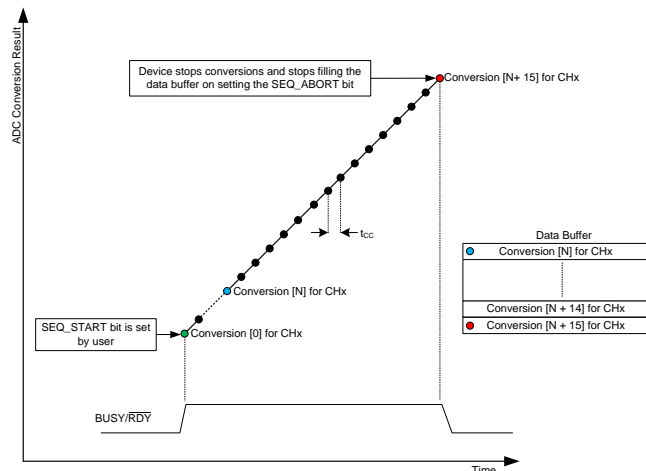 ADC Conversion Result
Device stops conversions and stops filling the
data buffer on setting the SEQ_ABORT bit
Conversion [N+ 15] for CHx
tCC
Data Buffer
Conversion [N] for CHx
Conversion [N + 14] for CHx
Conversion [N + 15] for CHx
Conversion [N] for CHx
SEQ_START bit is set
by user
Conversion [0] for CHx
BUSY/RDY
Time